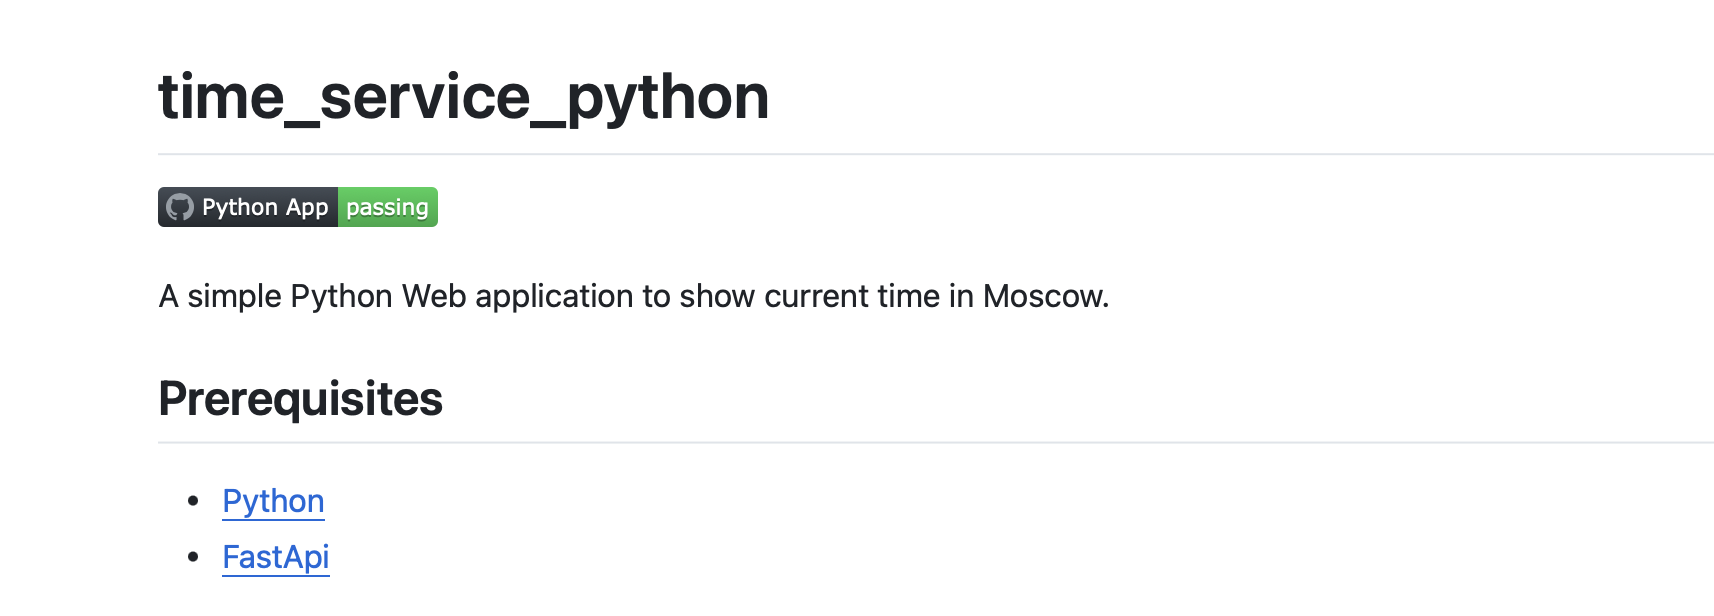 time_service_python
Python App passing
A simple Python Web application to show current time in Moscow.
Prerequisites
Python
FastApi